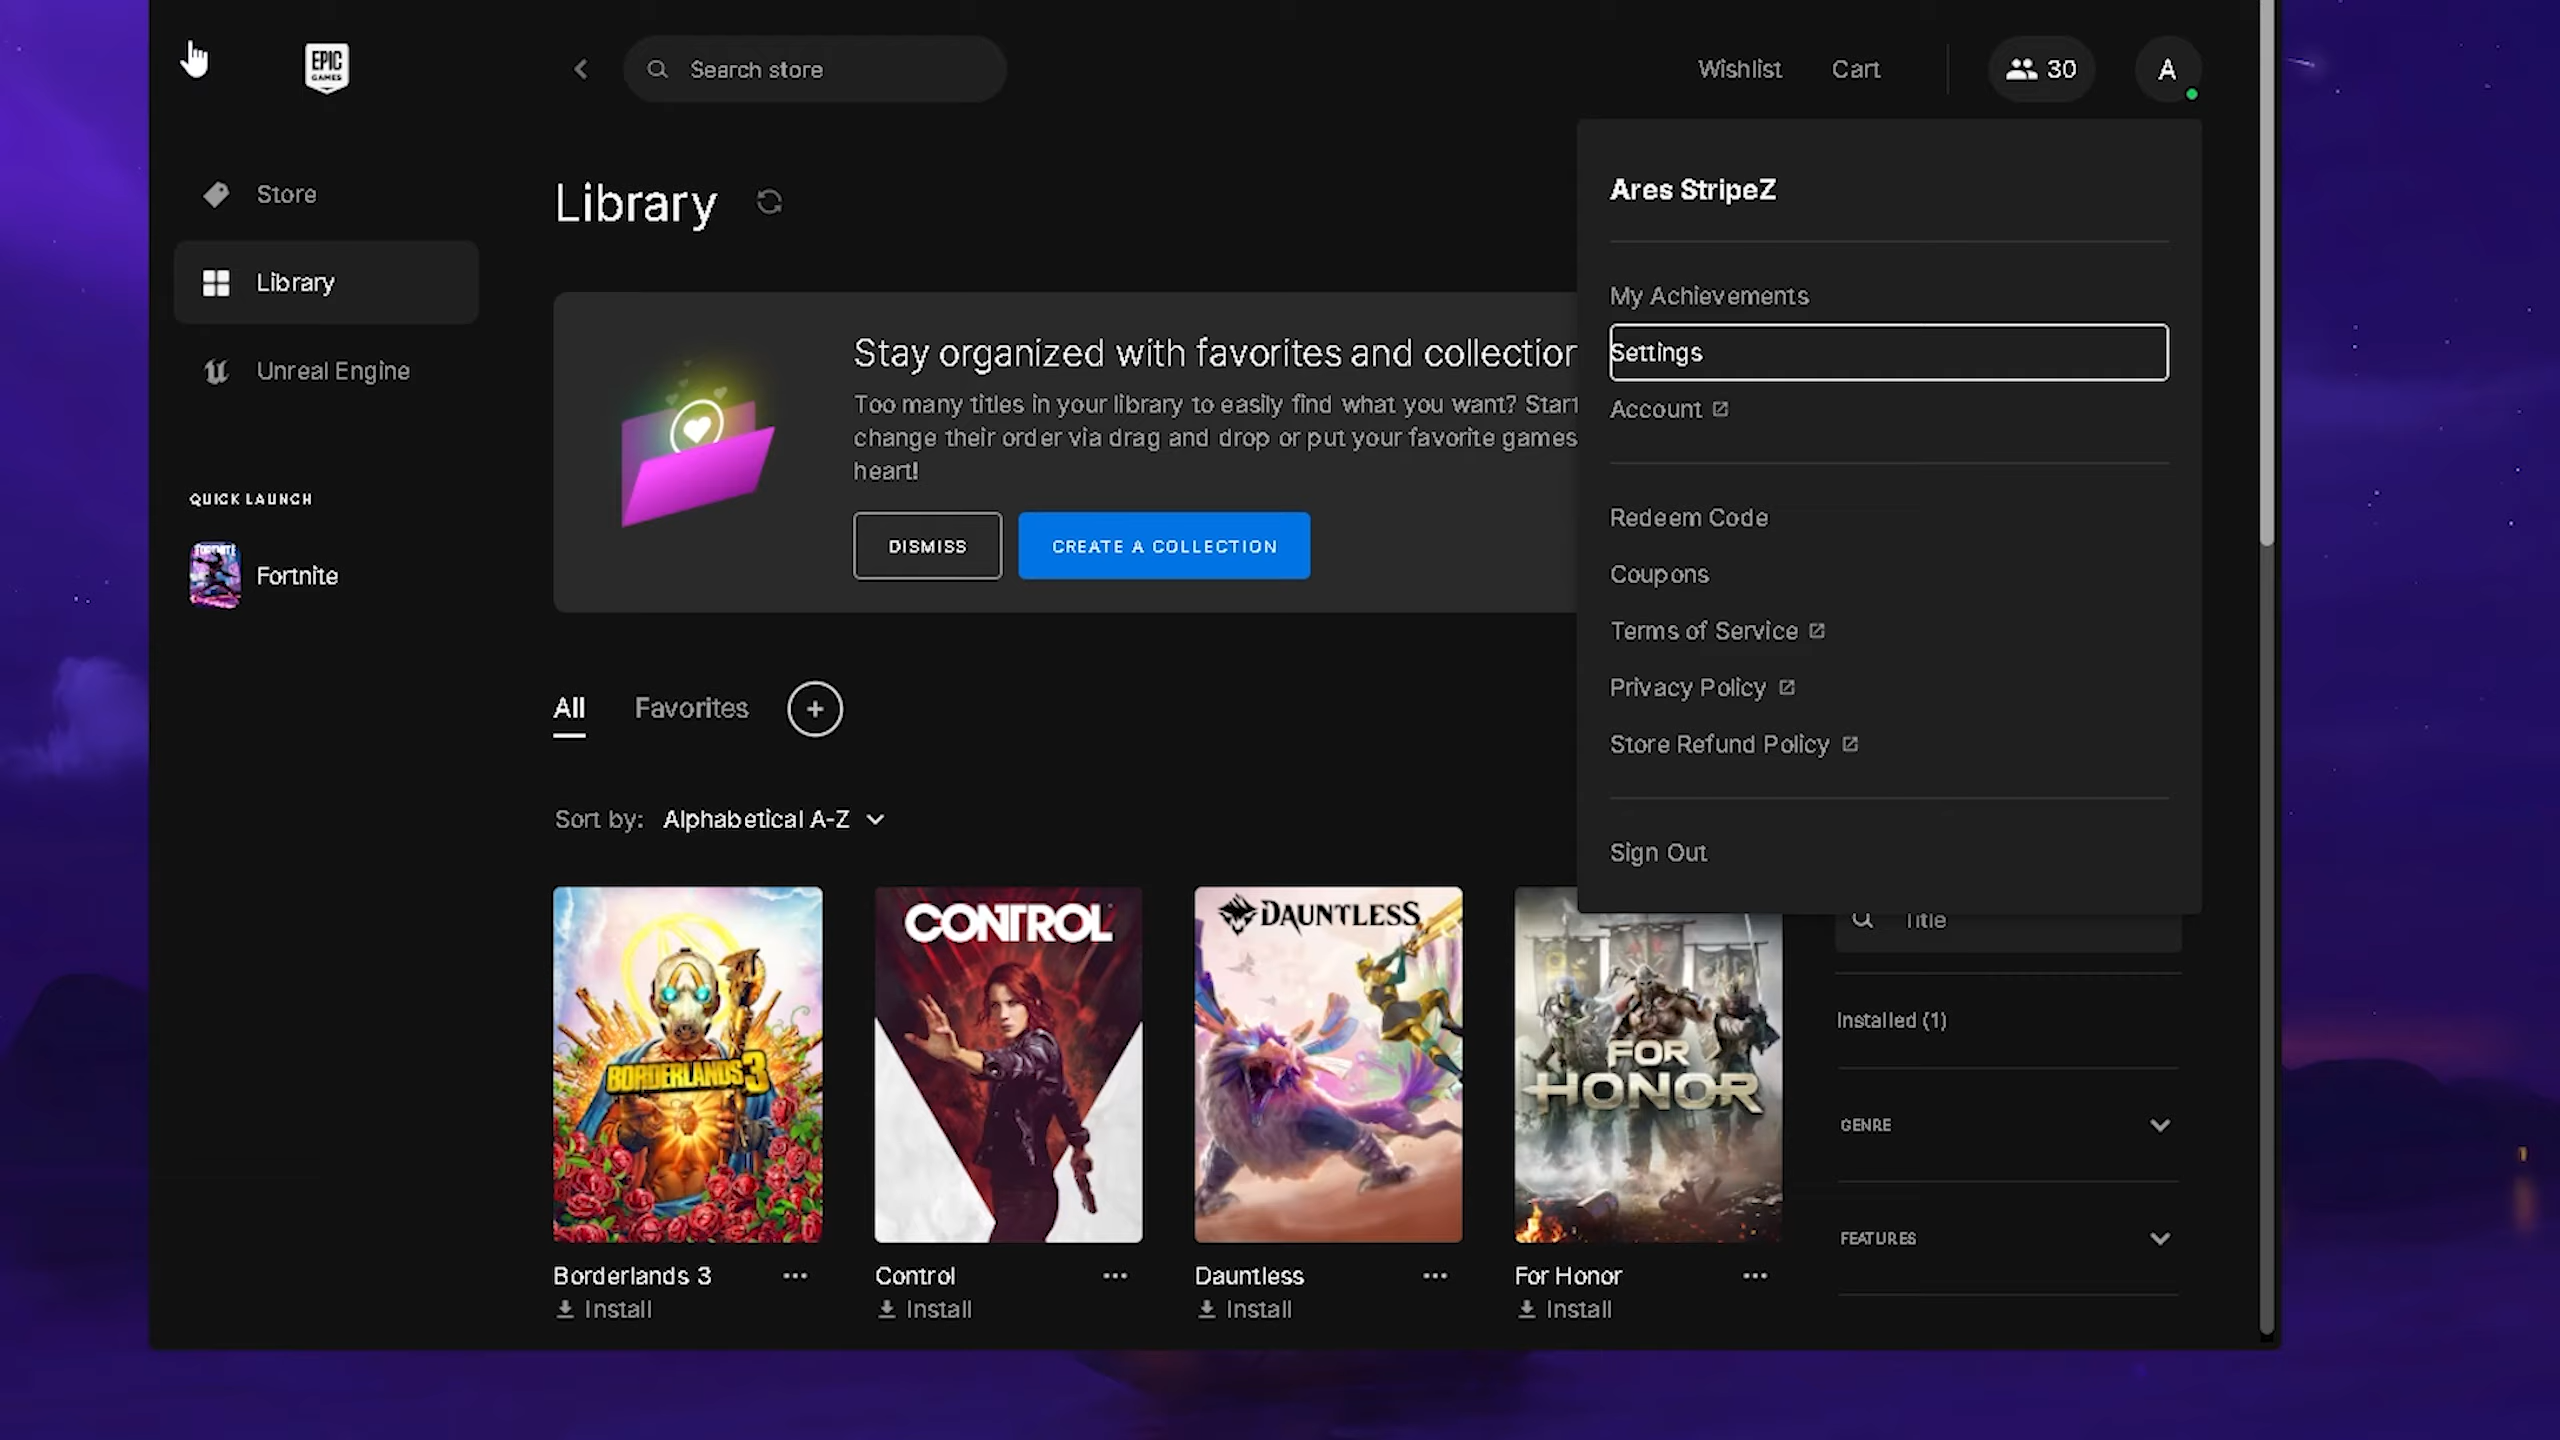 EPIC
GAMES
Search store
Wishlist
Cart
30
A
Store
Library
Unreal Engine
QUICK LAUNCH
FORTNITE
Fortnite
Library
Stay organized with favorites and collection
Too many titles in your library to easily find what you want? Start
change their order via drag and drop or put your favorite games
heart!
DISMISS
CREATE A COLLECTION
All
Favorites
+
Sort by: Alphabetical A-Z
Ares StripeZ
My Achievements
Settings
Account
Redeem Code
Coupons
Terms of Service
Privacy Policy
Store Refund Policy
Sign Out
BORDERLANDS 3
Borderlands 3
Install
CONTROL
Control
Install
DAUNTLESS
Dauntless
Install
FOR
HONOR
For Honor
Install
Title
Installed (1)
GENRE
FEATURES